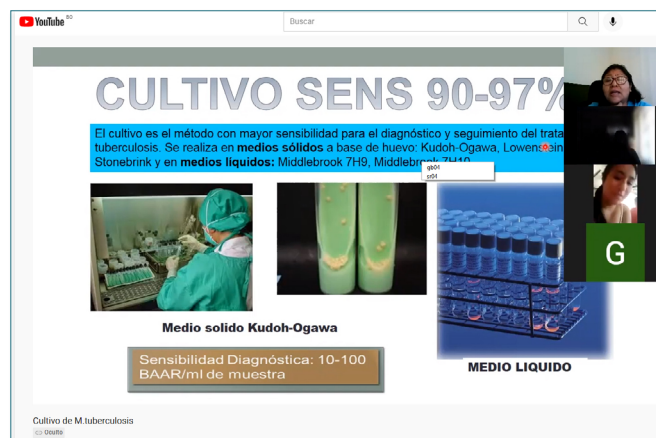 YouTube BO
Buscar
CULTIVO SENS 90-97%
El cultivo es el método con mayor sensibilidad para el diagnóstico y seguimiento del trata
tuberculosis. Se realiza en medios sólidos a base de huevo: Kudoh-Ogawa, Lowenstein
Stonebrink y en medios líquidos: Middlebrook 7H9, Middlebrook 7H10
gb04
cr04
G
Medio solido Kudoh-Ogawa
MEDIO LIQUIDO
Sensibilidad Diagnóstica: 10-100
BAAR/ml de muestra
Cultivo de M.tuberculosis
Oculto